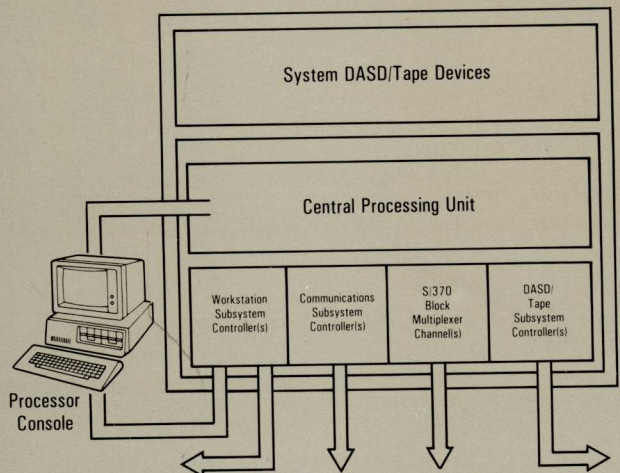 System DASD/Tape Devices
Central Processing Unit
Workstation
Subsystem
Controller(s)
Communications
Subsystem
Controller(s)
S/370
Block
Multiplexer
Channel(s)
DASD/
Tape
Subsystem
Controller(s)
Processor
Console